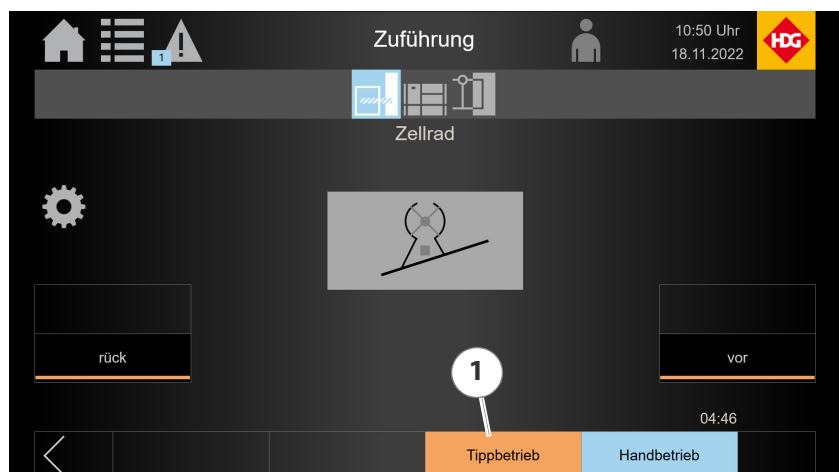 Zuführung
10:50 Uhr
18.11.2022
HDG
1
Zellrad
rück
vor
1
04:46
Tippbetrieb
Handbetrieb